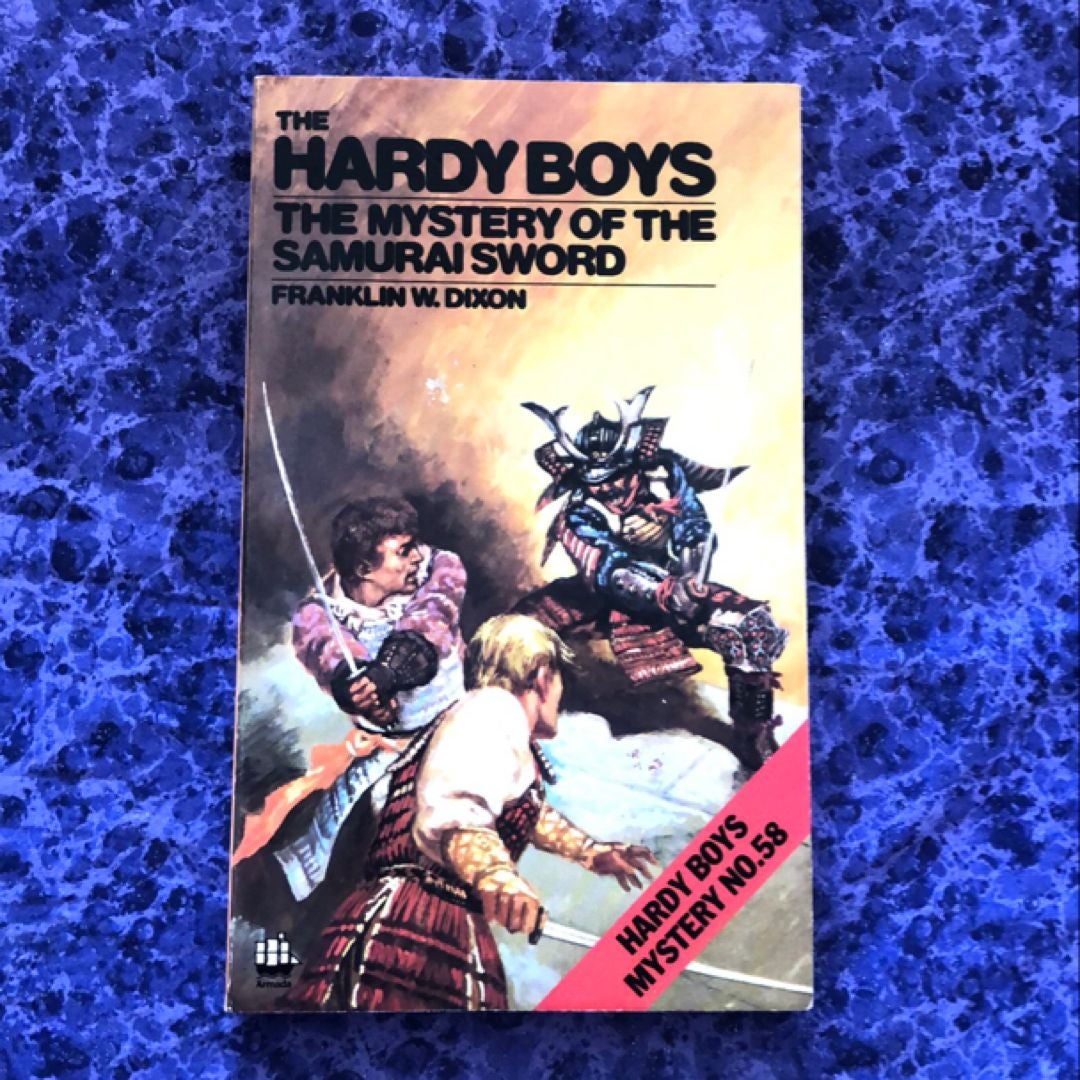 THE
HARDY BOYS
THE MYSTERY OF THE
SAMURAI SWORD
FRANKLIN W. DIXON
HARDY BOYS
MYSTERY NO.58
Armada